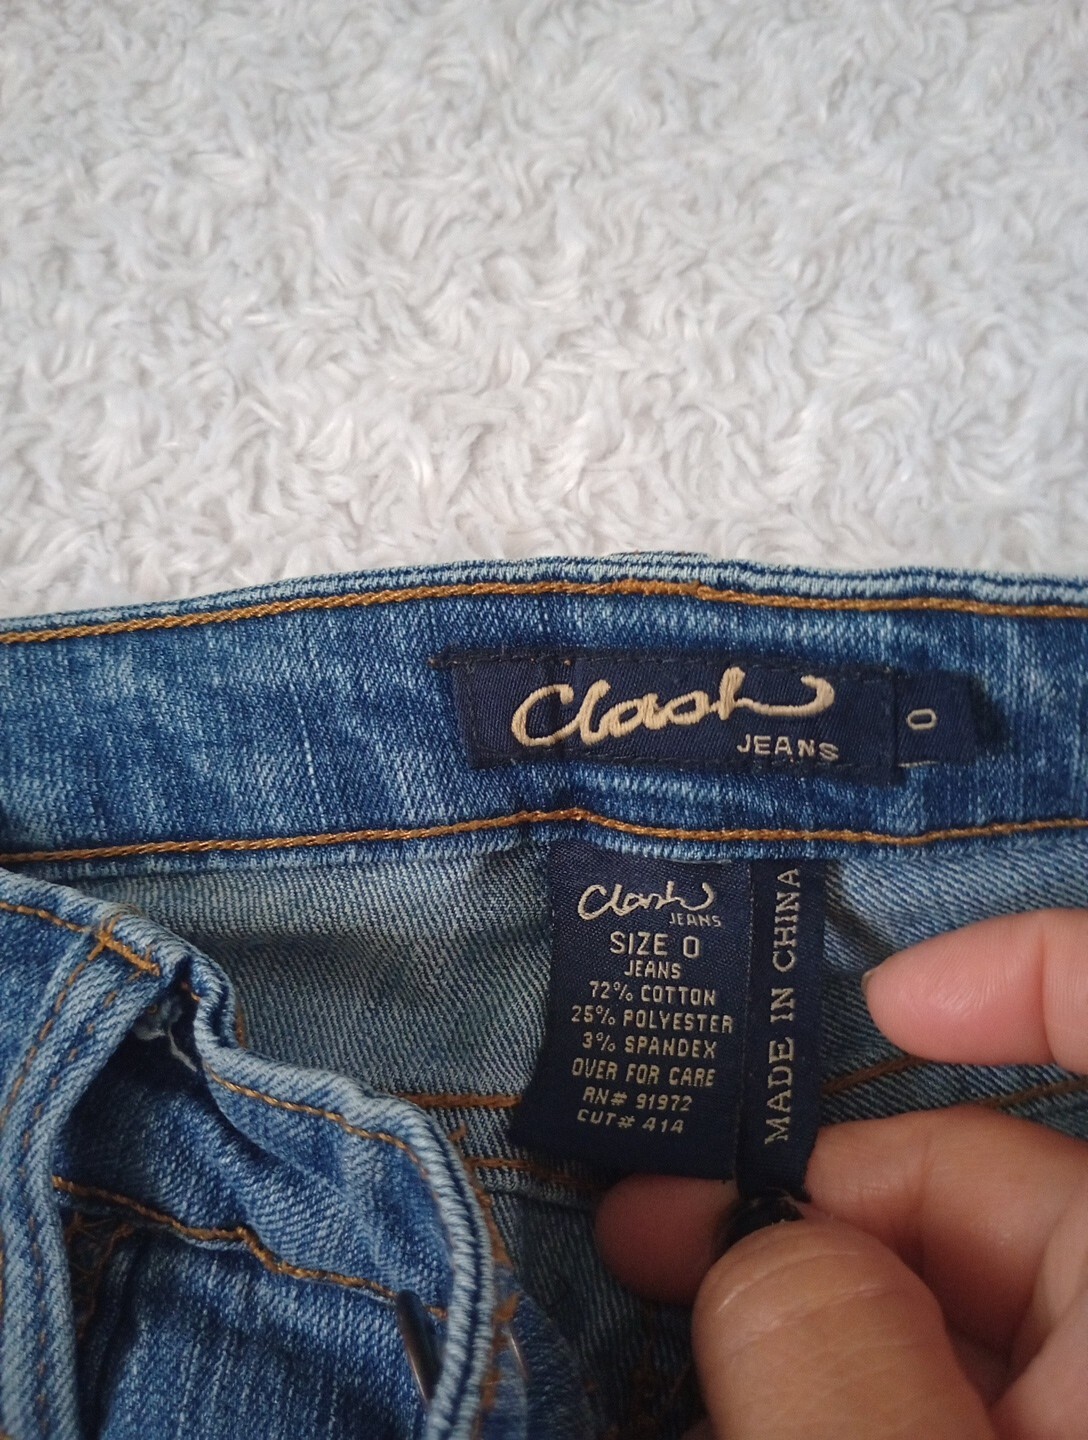 Clash
JEANS
0
Clash
JEANS
SIZE 0
JEANS
72% COTTON
25% POLYESTER
3% SPANDEX
OVER FOR CARE
RN# 91972
CUT# 414
MADE IN CHINA